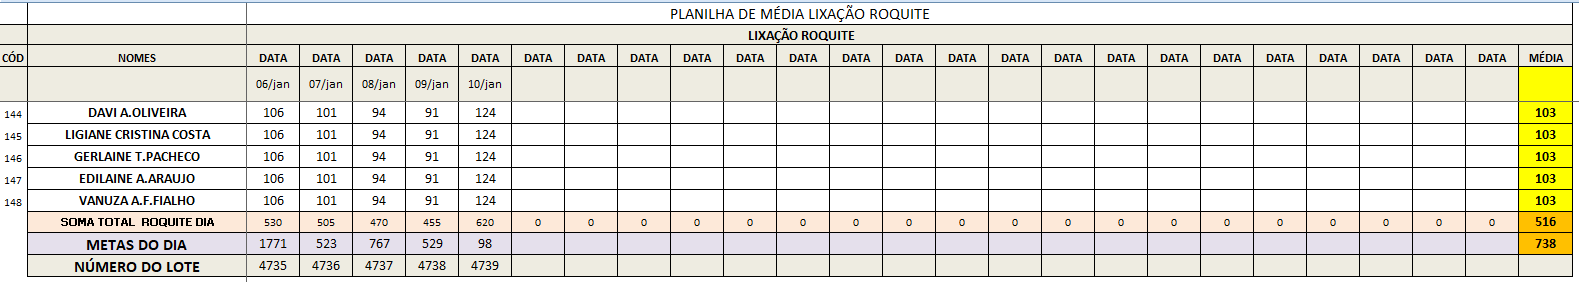 PLANILHA DE MÉDIA LIXAÇÃO ROQUITE
LIXAÇÃO ROQUITE
CÓD NOMES DATA DATA DATA DATA DATA DATA DATA DATA DATA DATA DATA DATA DATA DATA DATA DATA DATA DATA DATA DATA DATA DATA DATA DATA MÉDIA
06/jan 07/jan 08/jan 09/jan 10/jan
144 DAVI A.OLIVEIRA 106 101 94 91 124 103
145 LIGIANE CRISTINA COSTA 106 101 94 91 124 103
146 GERLAINE T.PACHECO 106 101 94 91 124 103
147 EDILAINE A.ARAUJO 106 101 94 91 124 103
148 VANUZA A.F.FIALHO 106 101 94 91 124 103
SOMA TOTAL ROQUITE DIA 530 505 470 455 620 0 0 0 0 0 0 0 0 0 0 0 0 0 0 0 0 0 0 0 516
METAS DO DIA 1771 523 767 529 98 738
NÚMERO DO LOTE 4735 4736 4737 4738 4739